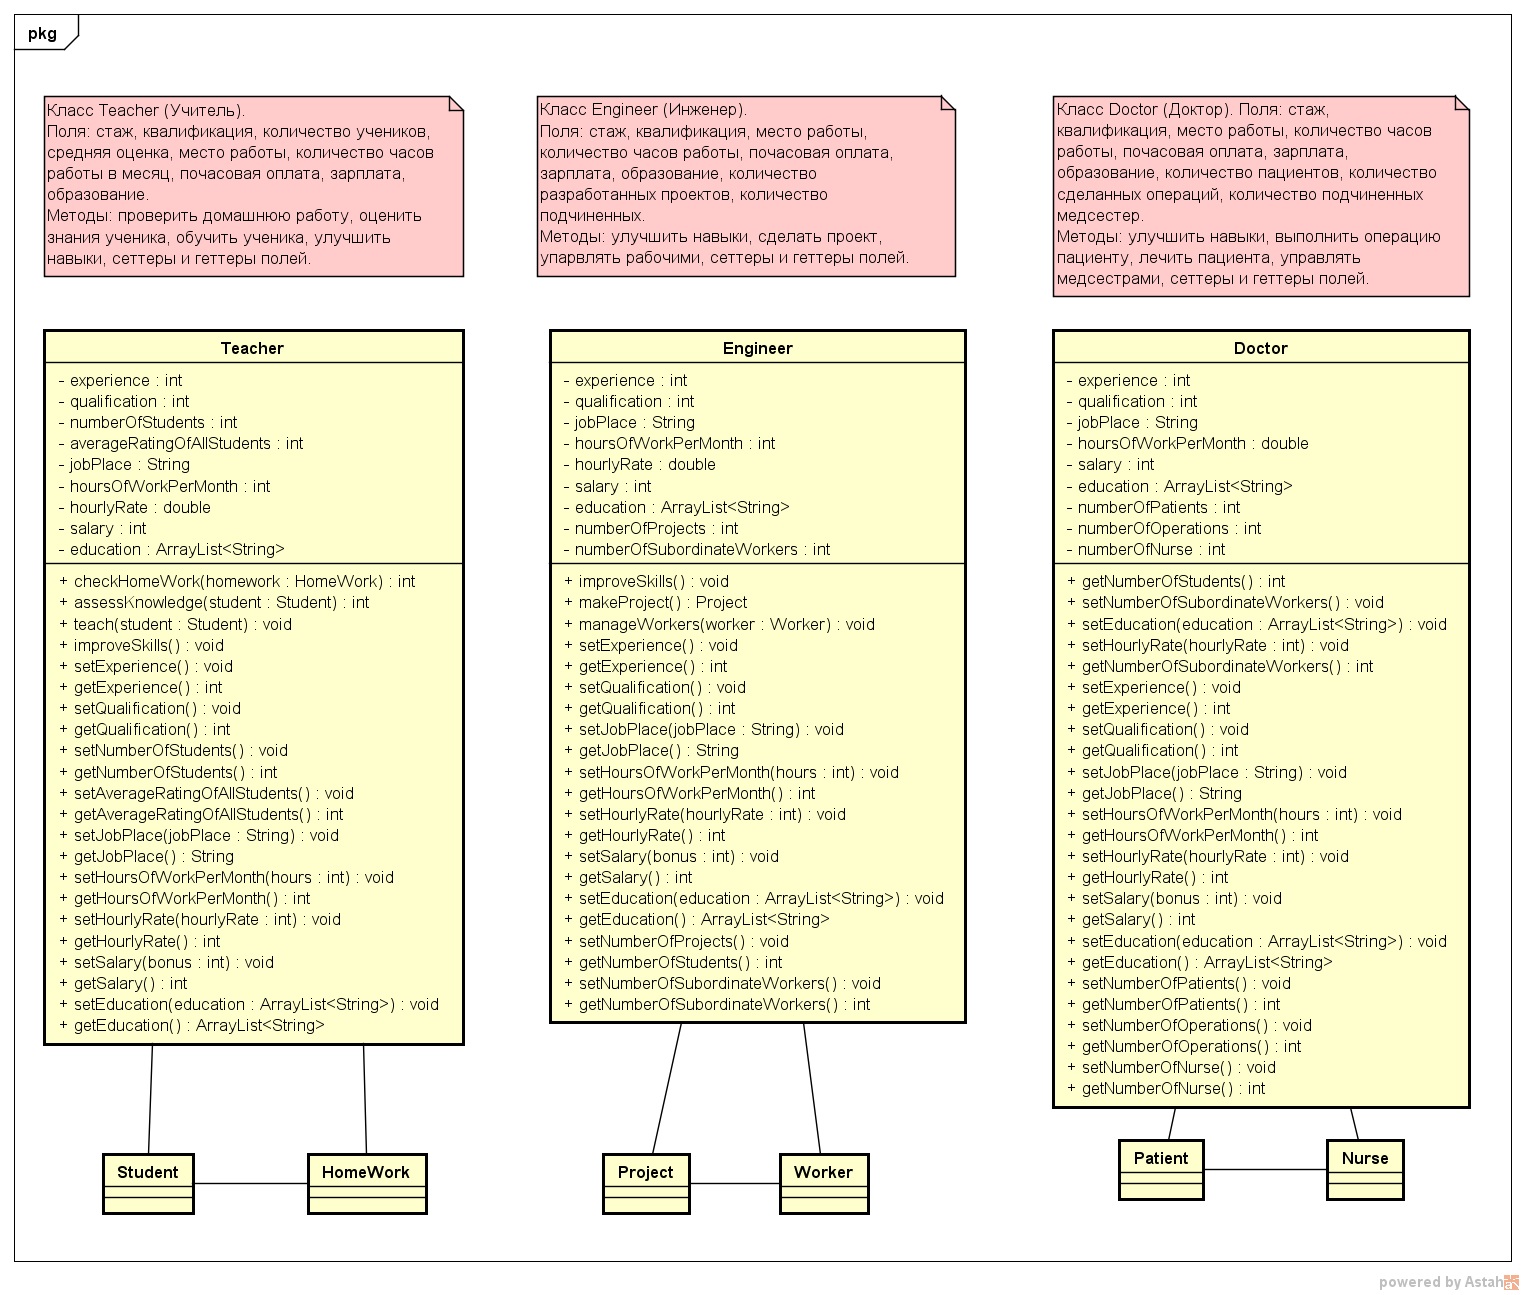 pkg
Класс Teacher (Учитель).
Поля: стаж, квалификация, количество учеников,
средняя оценка, место работы, количество часов
работы в месяц, почасовая оплата, зарплата,
образование.
Методы: проверить домашнюю работу, оценить
знания ученика, обучить ученика, улучшить
навыки, сеттеры и геттеры полей.
Класс Engineer (Инженер).
Поля: стаж, квалификация, место работы,
количество часов работы, почасовая оплата,
зарплата, образование, количество
разработанных проектов, количество
подчиненных.
Методы: улучшить навыки, сделать проект,
упарвлять рабочими, сеттеры и геттеры полей.
Класс Doctor (Доктор). Поля: стаж,
квалификация, место работы, количество часов
работы, почасовая оплата, зарплата,
образование, количество пациентов, количество
сделанных операций, количество подчиненных
медсестер.
Методы: улучшить навыки, выполнить операцию
пациенту, лечить пациента, управлять
медсестрами, сеттеры и геттеры полей.
Teacher
- experience : int
- qualification : int
- numberOfStudents : int
- averageRatingOfAllStudents : int
- jobPlace : String
- hoursOfWorkPerMonth : int
- hourlyRate : double
- salary : int
- education : ArrayList<String>
+ checkHomeWork(homework : HomeWork) : int
+ assessKnowledge(student : Student) : int
+ teach(student : Student) : void
+ improveSkills() : void
+ setExperience() : void
+ getExperience() : int
+ setQualification() : void
+ getQualification() : int
+ setNumberOfStudents() : void
+ getNumberOfStudents() : int
+ setAverageRatingOfAllStudents() : void
+ getAverageRatingOfAllStudents() : int
+ setJobPlace(jobPlace : String) : void
+ getJobPlace() : String
+ setHoursOfWorkPerMonth(hours : int) : void
+ getHoursOfWorkPerMonth() : int
+ setHourlyRate(hourlyRate : int) : void
+ getHourlyRate() : int
+ setSalary(bonus : int) : void
+ getSalary() : int
+ setEducation(education : ArrayList<String>) : void
+ getEducation() : ArrayList<String>
Engineer
- experience : int
- qualification : int
- jobPlace : String
- hoursOfWorkPerMonth : int
- hourlyRate : double
- salary : int
- education : ArrayList<String>
- numberOfProjects : int
- numberOfSubordinateWorkers : int
+ improveSkills() : void
+ makeProject() : Project
+ manageWorkers(worker : Worker) : void
+ setExperience() : void
+ getExperience() : int
+ setQualification() : void
+ getQualification() : int
+ setJobPlace(jobPlace : String) : void
+ getJobPlace() : String
+ setHoursOfWorkPerMonth(hours : int) : void
+ getHoursOfWorkPerMonth() : int
+ setHourlyRate(hourlyRate : int) : void
+ getHourlyRate() : int
+ setSalary(bonus : int) : void
+ getSalary() : int
+ setEducation(education : ArrayList<String>) : void
+ getEducation() : ArrayList<String>
+ setNumberOfProjects() : void
+ getNumberOfStudents() : int
+ setNumberOfSubordinateWorkers() : void
+ getNumberOfSubordinateWorkers() : int
Doctor
- experience : int
- qualification : int
- jobPlace : String
- hoursOfWorkPerMonth : double
- salary : int
- education : ArrayList<String>
- numberOfPatients : int
- numberOfOperations : int
- numberOfNurse : int
+ getNumberOfStudents() : int
+ setNumberOfSubordinateWorkers() : void
+ setEducation(education : ArrayList<String>) : void
+ setHourlyRate(hourlyRate : int) : void
+ getNumberOfSubordinateWorkers() : int
+ setExperience() : void
+ getExperience() : int
+ setQualification() : void
+ getQualification() : int
+ setJobPlace(jobPlace : String) : void
+ getJobPlace() : String
+ setHoursOfWorkPerMonth(hours : int) : void
+ getHoursOfWorkPerMonth() : int
+ setHourlyRate(hourlyRate : int) : void
+ getHourlyRate() : int
+ setSalary(bonus : int) : void
+ getSalary() : int
+ setEducation(education : ArrayList<String>) : void
+ getEducation() : ArrayList<String>
+ setNumberOfPatients() : void
+ getNumberOfPatients() : int
+ setNumberOfOperations() : void
+ getNumberOfOperations() : int
+ setNumberOfNurse() : void
+ getNumberOfNurse() : int
Student
HomeWork
Project
Worker
Patient
Nurse
powered by Astah